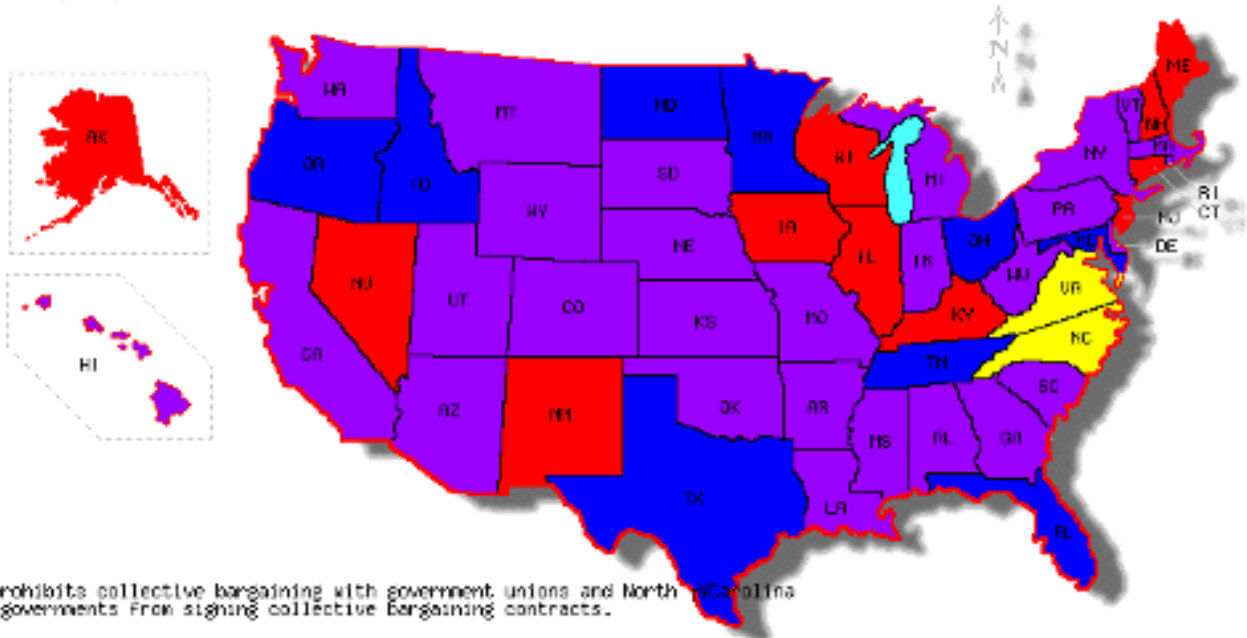 N
ME
WA
AK
MT
ND
MN
VT
NH
OR
ID
WI
MI
NY
MA
SD
WY
RI
CT
PA
NJ
IA
NE
OH
MD
DE
NV
IL
IN
WV
UT
CO
VA
KS
MO
KY
HI
CA
NC
TN
AZ
NM
OK
AR
SC
MS
AL
GA
TX
LA
FL
rohibits collective bargaining with government unions and North Carolina
governments from signing collective bargaining contracts.